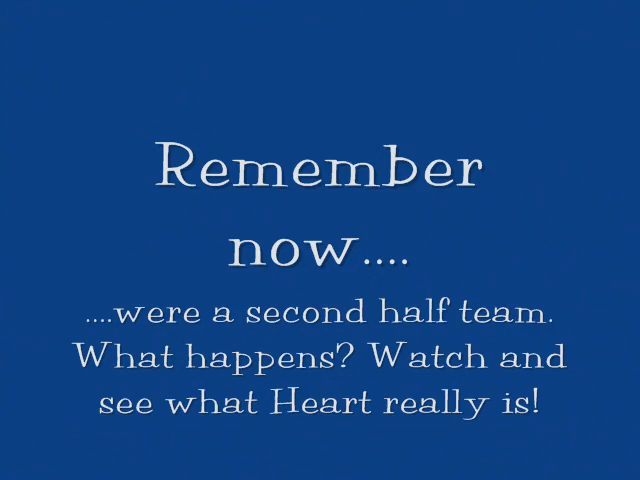 Remember
now....
....were a second half team.
What happens? Watch and
see what Heart really is!